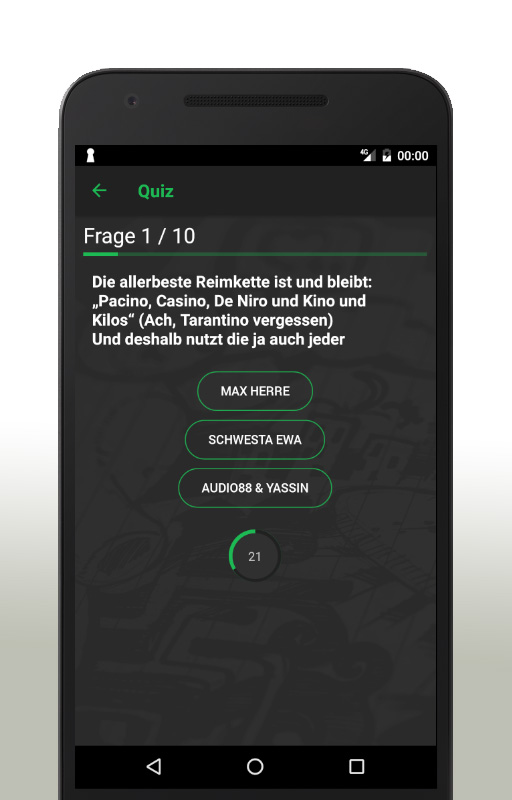 4G 00:00
Quiz
Frage 1 / 10
Die allerbeste Reimkette ist und bleibt:
„Pacino, Casino, De Niro und Kino und
Kilos“ (Ach, Tarantino vergessen)
Und deshalb nutzt die ja auch jeder
MAX HERRE
SCHWESTA EWA
AUDIO88 & YASSIN
21